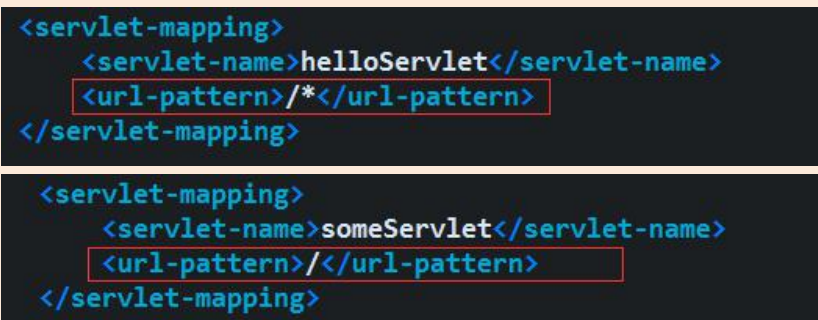 <servlet-mapping>
<servlet-name>helloServlet</servlet-name>
<url-pattern>/*</url-pattern>
</servlet-mapping>
<servlet-mapping>
<servlet-name>someServlet</servlet-name>
<url-pattern>/</url-pattern>
</servlet-mapping>